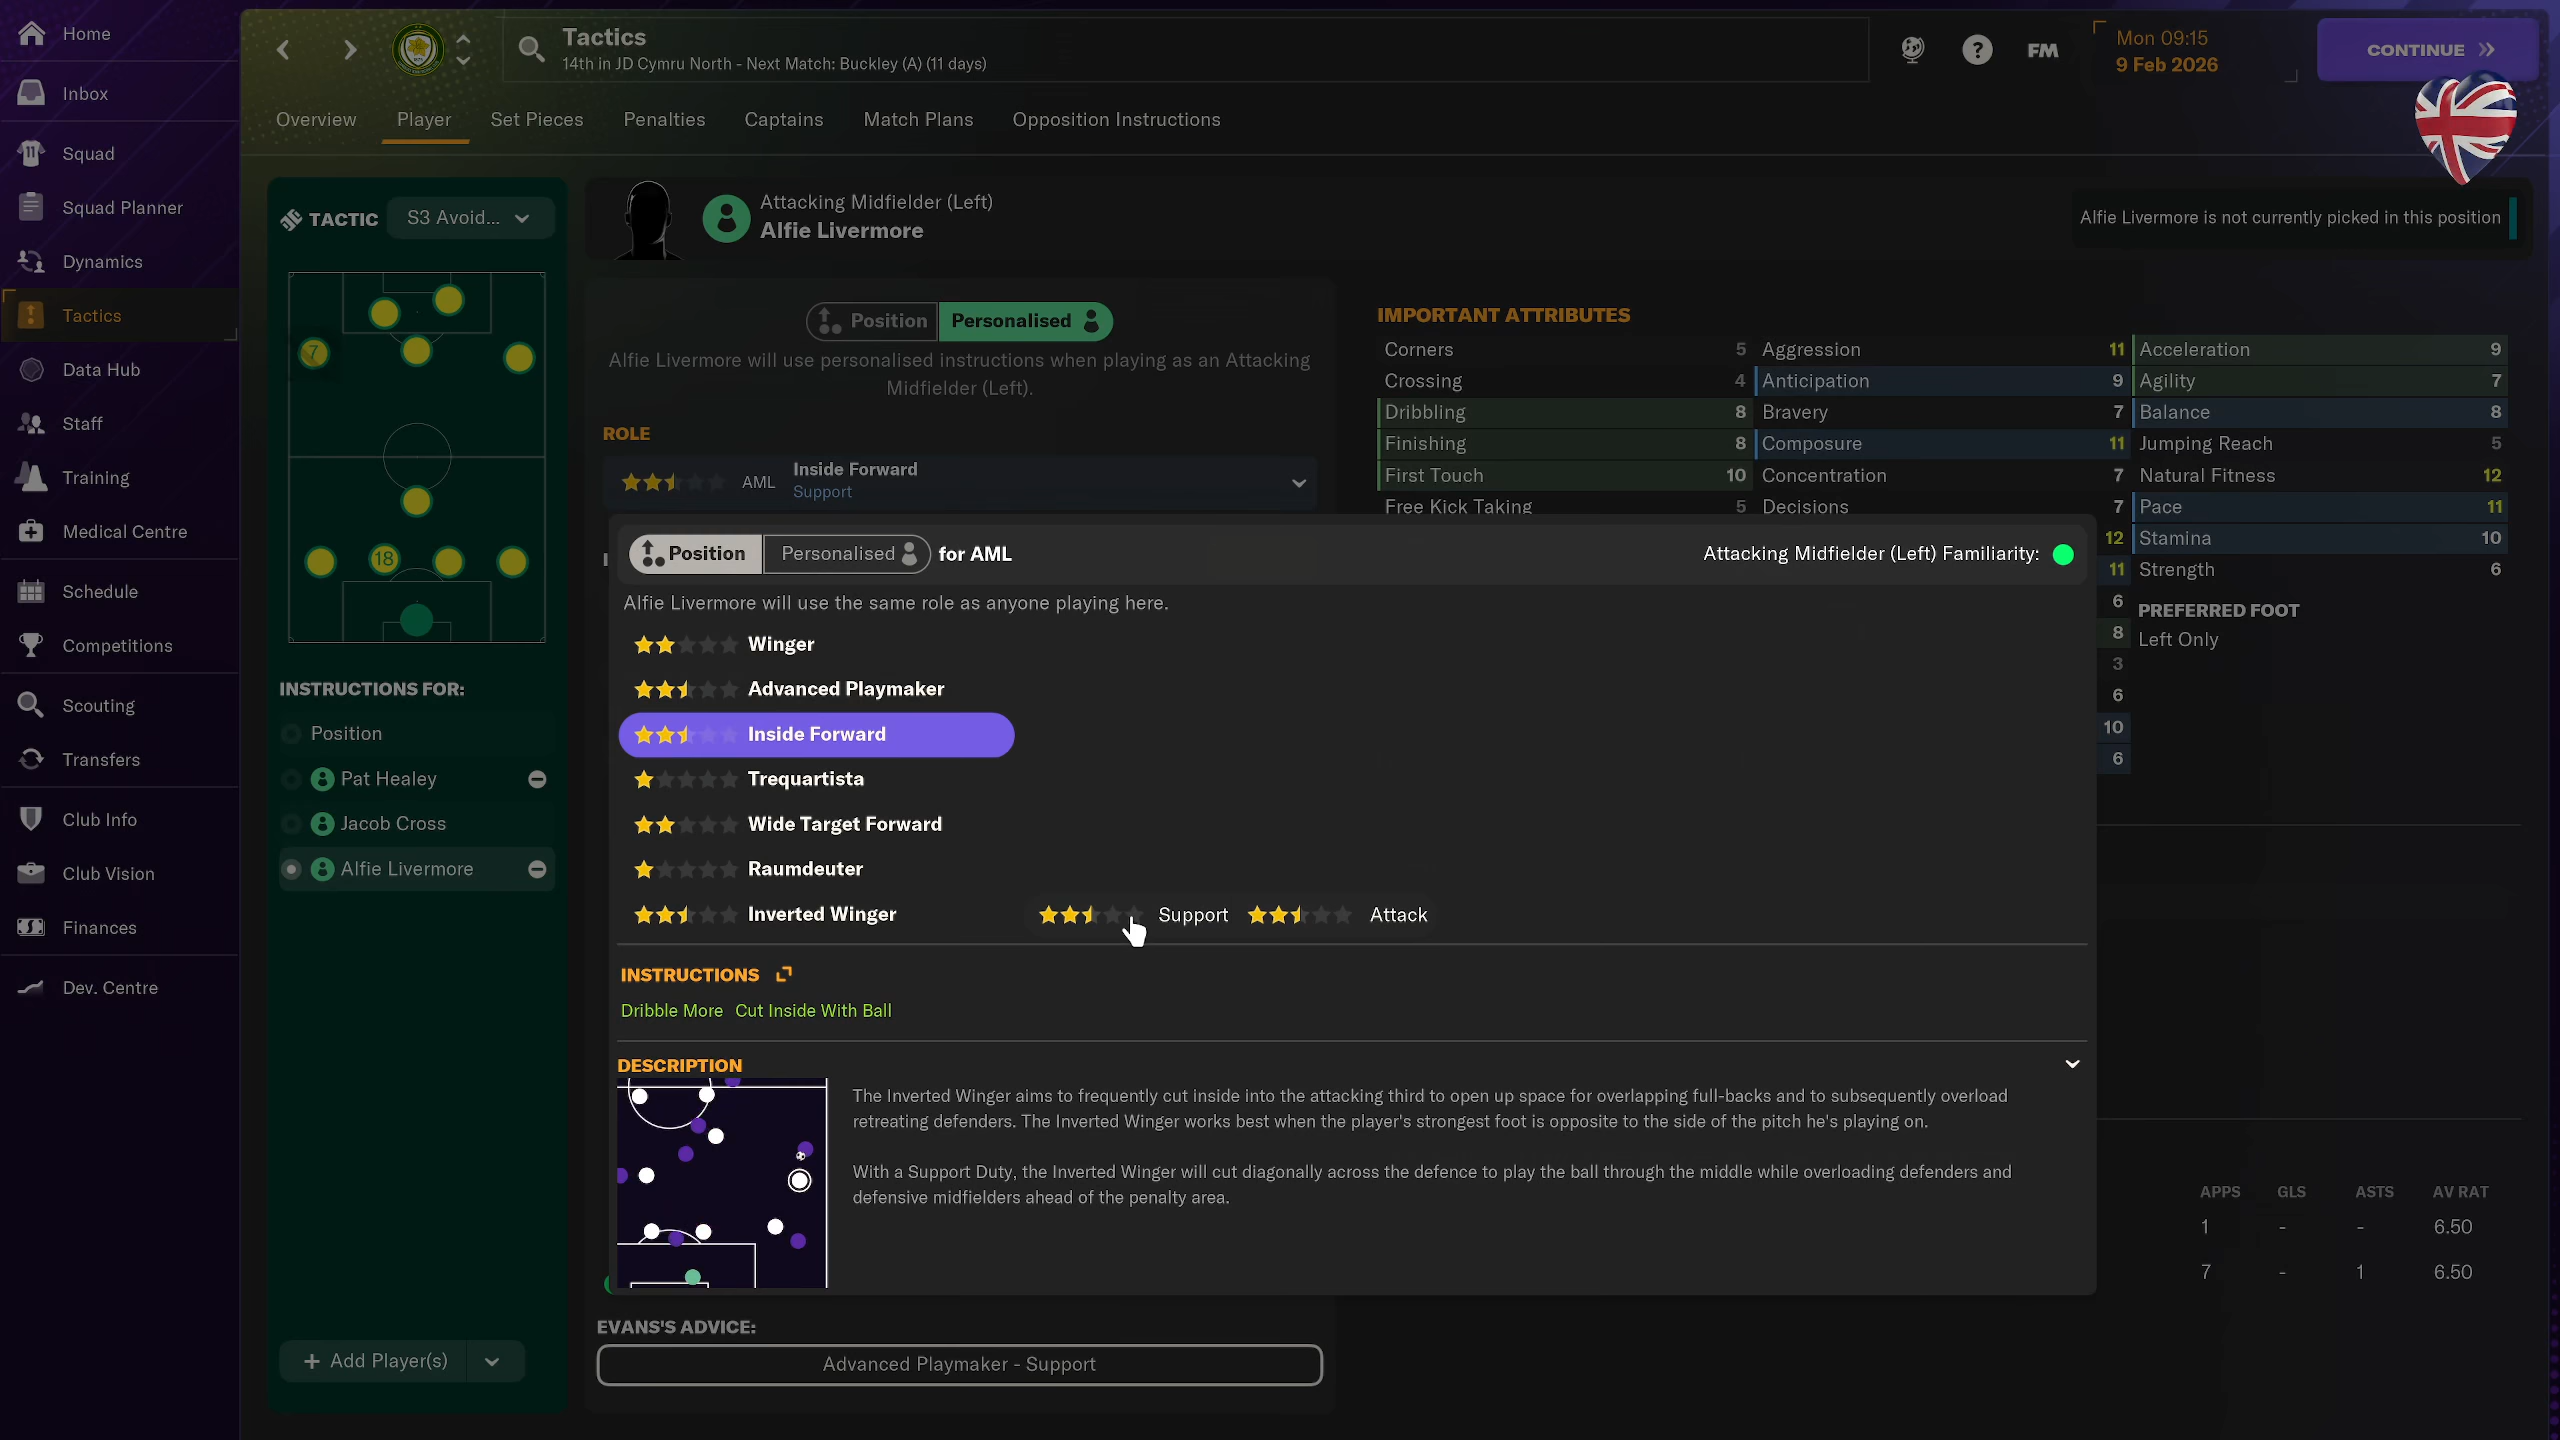 Home
Inbox
Squad
Squad Planner
Dynamics
Tactics
Data Hub
Staff
Training
Medical Centre
Schedule
Competitions
Scouting
Transfers
Club Info
Club Vision
Finances
Dev. Centre
Tactics
14th in JD Cymru North - Next Match: Buckley (A) (11 days)
FM
Mon 09:15
9 Feb 2026
CONTINUE
Overview Player Set Pieces Penalties Captains Match Plans Opposition Instructions
TACTIC S3 Avoid...
7
18
INSTRUCTIONS FOR:
Position
Pat Healey
Jacob Cross
Alfie Livermore
Add Player(s)
Attacking Midfielder (Left)
Alfie Livermore
Alfie Livermore is not currently picked in this position
Position Personalised
Alfie Livermore will use personalised instructions when playing as an Attacking
Midfielder (Left).
ROLE
AML Inside Forward
Support
IMPORTANT ATTRIBUTES
Corners 5 Aggression 11 Acceleration 9
Crossing 4 Anticipation 9 Agility 7
Dribbling 8 Bravery 7 Balance 8
Finishing 8 Composure 11 Jumping Reach 5
First Touch 10 Concentration 7 Natural Fitness 12
Free Kick Taking 5 Decisions 7 Pace 11
12 Stamina 10
11 Strength 6
6 PREFERRED FOOT
8 Left Only
3
6
10
6
Position Personalised for AML Attacking Midfielder (Left) Familiarity:
Alfie Livermore will use the same role as anyone playing here.
Winger
Advanced Playmaker
Inside Forward
Trequartista
Wide Target Forward
Raumdeuter
Inverted Winger Support Attack
INSTRUCTIONS
Dribble More Cut Inside With Ball
DESCRIPTION
The Inverted Winger aims to frequently cut inside into the attacking third to open up space for overlapping full-backs and to subsequently overload
retreating defenders. The Inverted Winger works best when the player's strongest foot is opposite to the side of the pitch he's playing on.
With a Support Duty, the Inverted Winger will cut diagonally across the defence to play the ball through the middle while overloading defenders and
defensive midfielders ahead of the penalty area.
APPS GLS ASTS AV RAT
1 - - 6.50
7 - 1 6.50
EVANS'S ADVICE:
Advanced Playmaker - Support